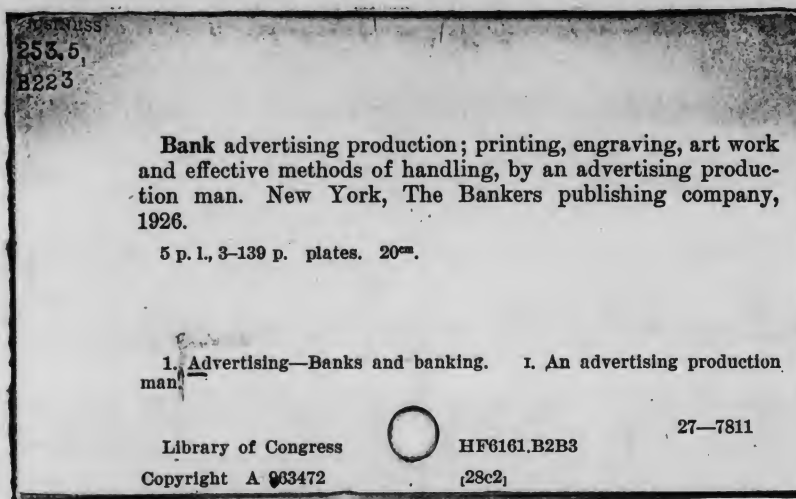 BUSINESS
253.5
B223
Bank advertising production; printing, engraving, art work
and effective methods of handling, by an advertising produc-
tion man. New York, The Bankers publishing company,
1926.
5 p. l., 3–139 p. plates. 20ᶜᵐ.
1. Advertising—Banks and banking. I. An advertising production
man.
27—7811
Library of Congress HF6161.B2B3
Copyright A 963472 [28c2]